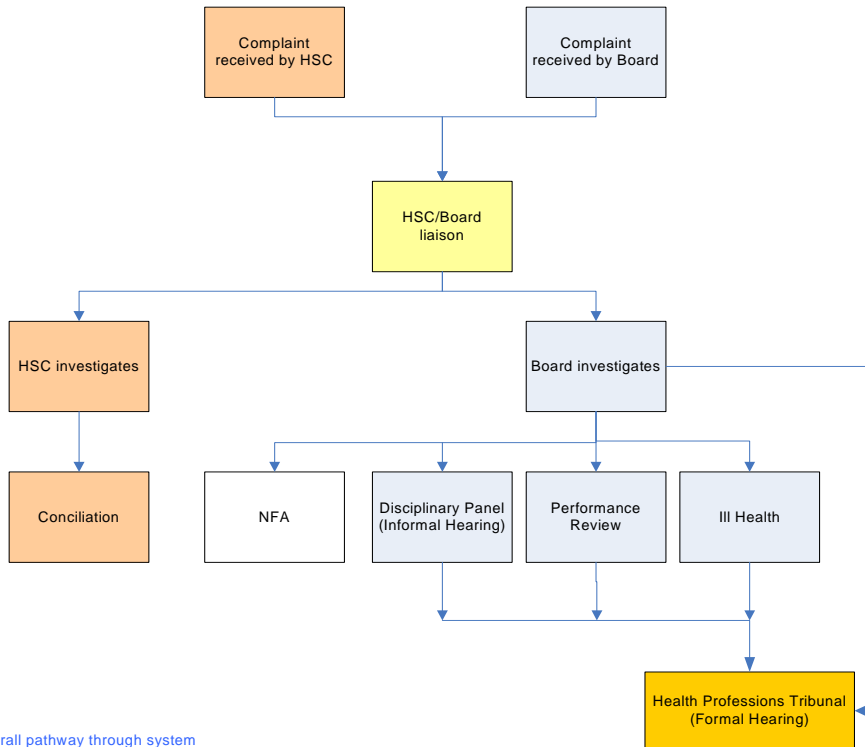 Complaint
received by HSC
Complaint
received by Board
HSC/Board
liaison
HSC investigates
Board investigates
Conciliation
NFA
Disciplinary Panel
(Informal Hearing)
Performance
Review
Ill Health
Health Professions Tribunal
(Formal Hearing)
pathway through system